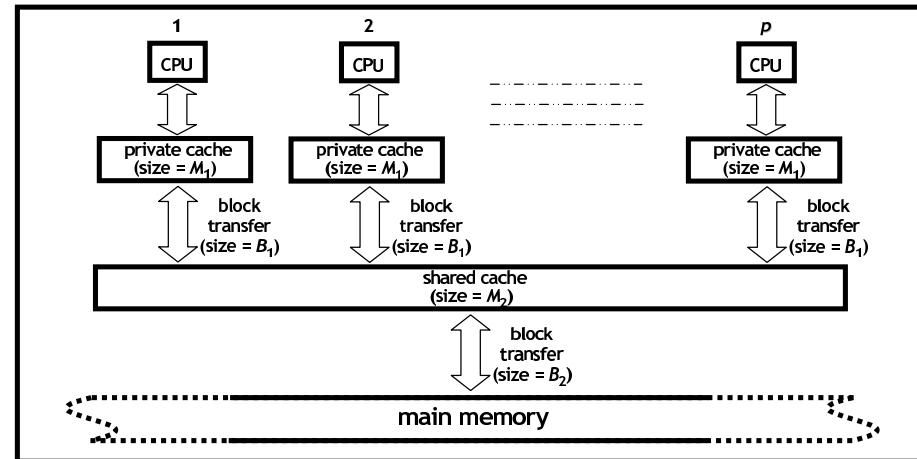 1 2 p
CPU CPU CPU
private cache private cache private cache
(size = M₁) (size = M₁) (size = M₁)
block block block
transfer transfer transfer
(size = B₁) (size = B₁) (size = B₁)
shared cache
(size = M₂)
block
transfer
(size = B₂)
main memory